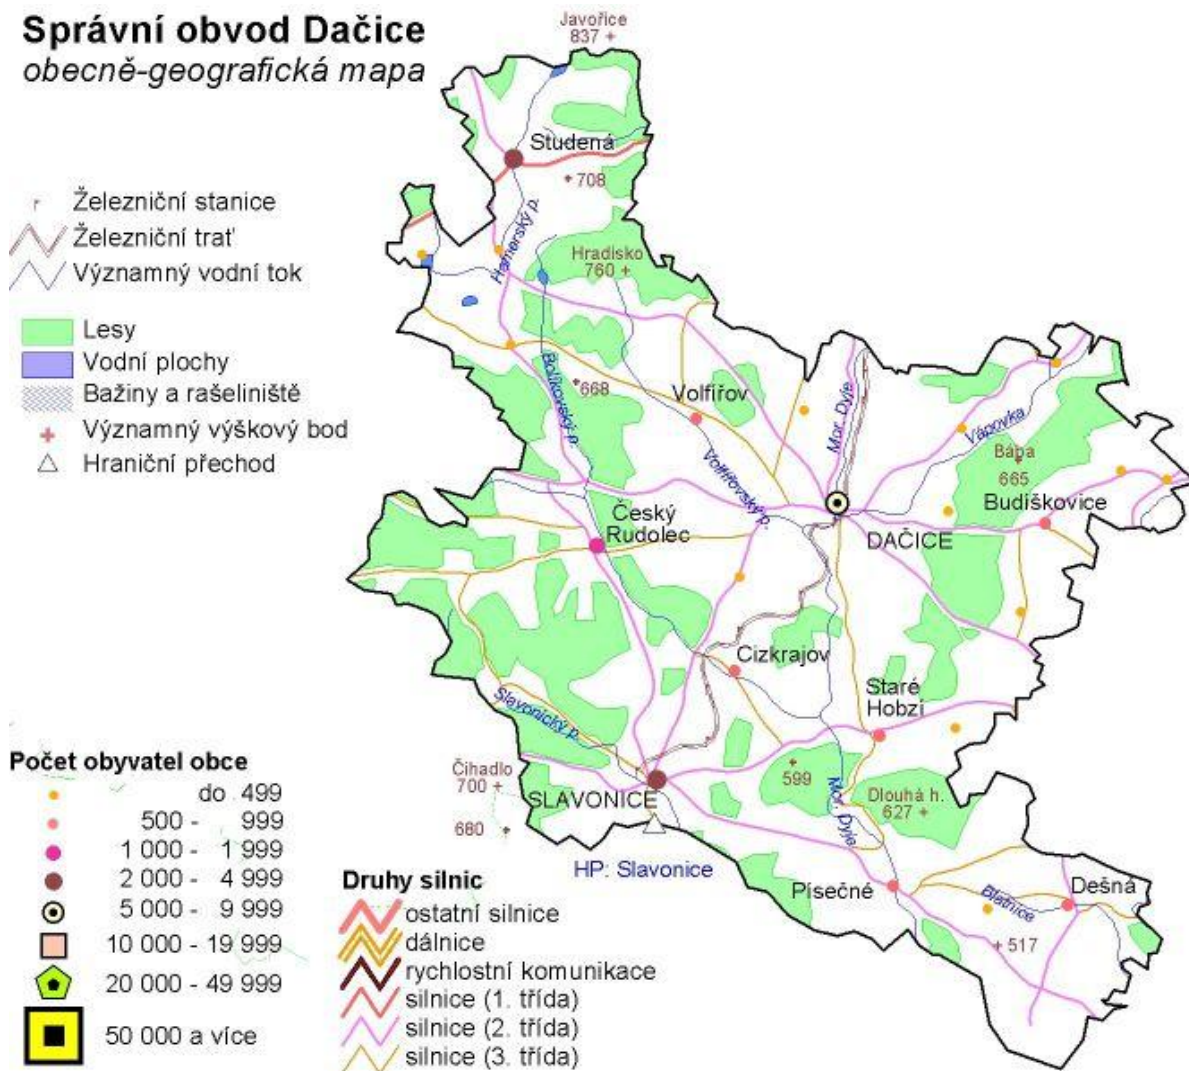 Správní obvod Dačice
obecně-geografická mapa
Javořice
837
Studená
708
Železniční stanice
Železniční trať
Významný vodní tok
Hamerský p.
Hradisko
760
Lesy
Vodní plochy
Bažiny a rašeliniště
Významný výškový bod
Hraniční přechod
Bolíkovský p.
668
Volfířov
Mor. Dyje
Vápovka
Bába
665
Volfířovský p.
Budíškovice
Český
Rudolec
DAČICE
Cizkrajov
Staré
Hobzí
Slavonický p.
Čihadlo
700
SLAVONICE
599
Mor. Dyje
Dlouhá h.
627
680
HP: Slavonice
Písečné
Blatnice
Dešná
517
Počet obyvatel obce
do 499
500 - 999
1 000 - 1 999
2 000 - 4 999
5 000 - 9 999
10 000 - 19 999
20 000 - 49 999
50 000 a více
Druhy silnic
ostatní silnice
dálnice
rychlostní komunikace
silnice (1. třída)
silnice (2. třída)
silnice (3. třída)